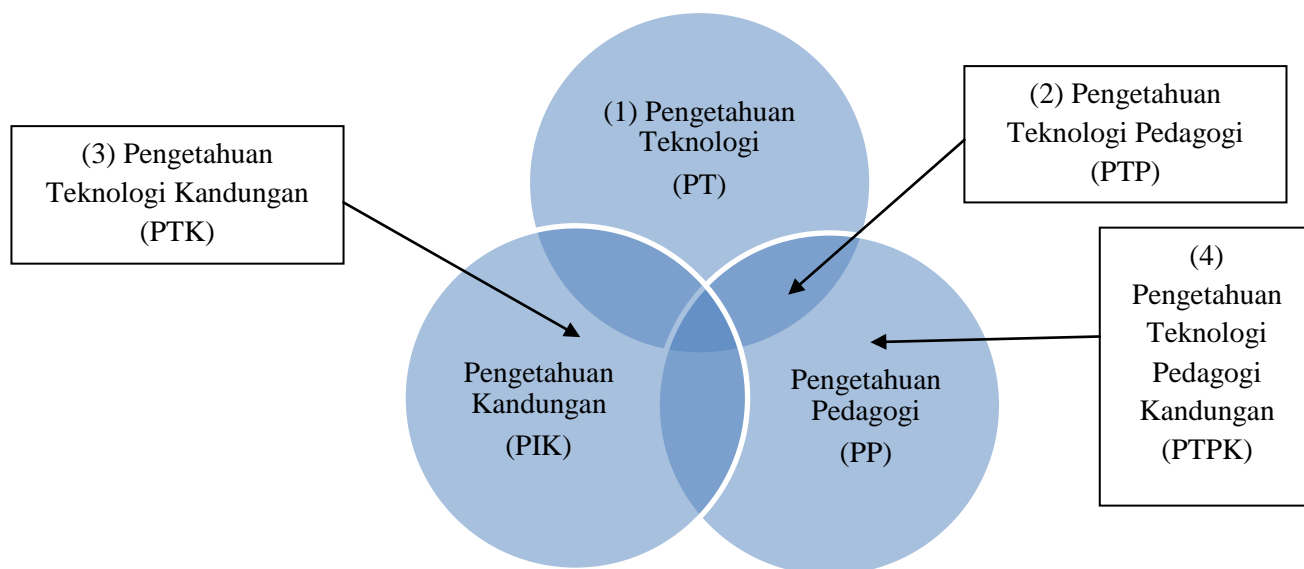 (1) Pengetahuan
Teknologi
(PT)
(2) Pengetahuan
Teknologi Pedagogi
(PTP)
(3) Pengetahuan
Teknologi Kandungan
(PTK)
(4)
Pengetahuan
Teknologi
Pedagogi
Kandungan
(PTPK)
Pengetahuan
Kandungan
(PIK)
Pengetahuan
Pedagogi
(PP)